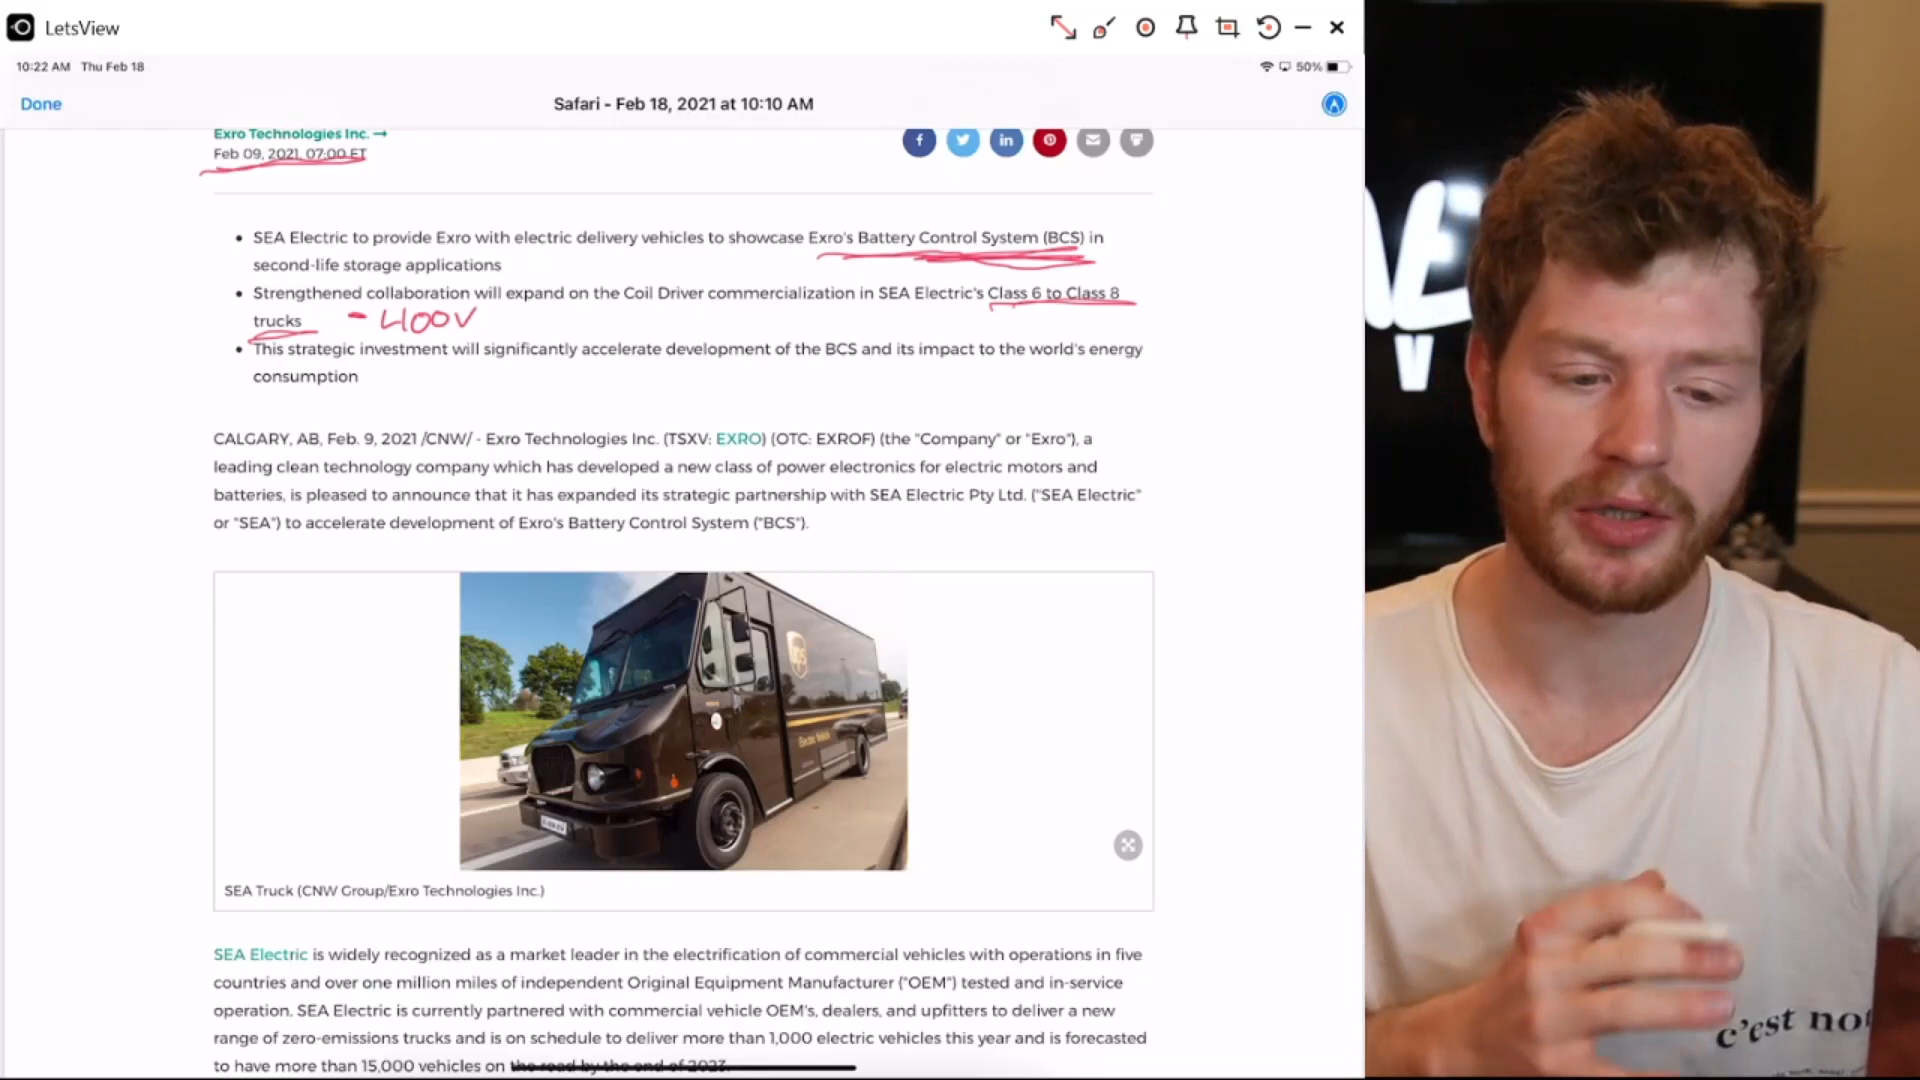 LetsView
10:22 AM Thu Feb 18
50%
Done
Safari - Feb 18, 2021 at 10:10 AM
Exro Technologies Inc. →
Feb 09, 2021, 07:00 ET
• SEA Electric to provide Exro with electric delivery vehicles to showcase Exro's Battery Control System (BCS) in
second-life storage applications
• Strengthened collaboration will expand on the Coil Driver commercialization in SEA Electric's Class 6 to Class 8
trucks - 400V
• This strategic investment will significantly accelerate development of the BCS and its impact to the world's energy
consumption
CALGARY, AB, Feb. 9, 2021 /CNW/ - Exro Technologies Inc. (TSXV: EXRO) (OTC: EXROF) (the "Company" or "Exro"), a
leading clean technology company which has developed a new class of power electronics for electric motors and
batteries, is pleased to announce that it has expanded its strategic partnership with SEA Electric Pty Ltd. ("SEA Electric"
or "SEA") to accelerate development of Exro's Battery Control System ("BCS").
ups
Electric Vehicle
SEA Truck (CNW Group/Exro Technologies Inc.)
SEA Electric is widely recognized as a market leader in the electrification of commercial vehicles with operations in five
countries and over one million miles of independent Original Equipment Manufacturer ("OEM") tested and in-service
operation. SEA Electric is currently partnered with commercial vehicle OEM's, dealers, and upfitters to deliver a new
range of zero-emissions trucks and is on schedule to deliver more than 1,000 electric vehicles this year and is forecasted
to have more than 15,000 vehicles on the road by the end of 2023.
c'est not